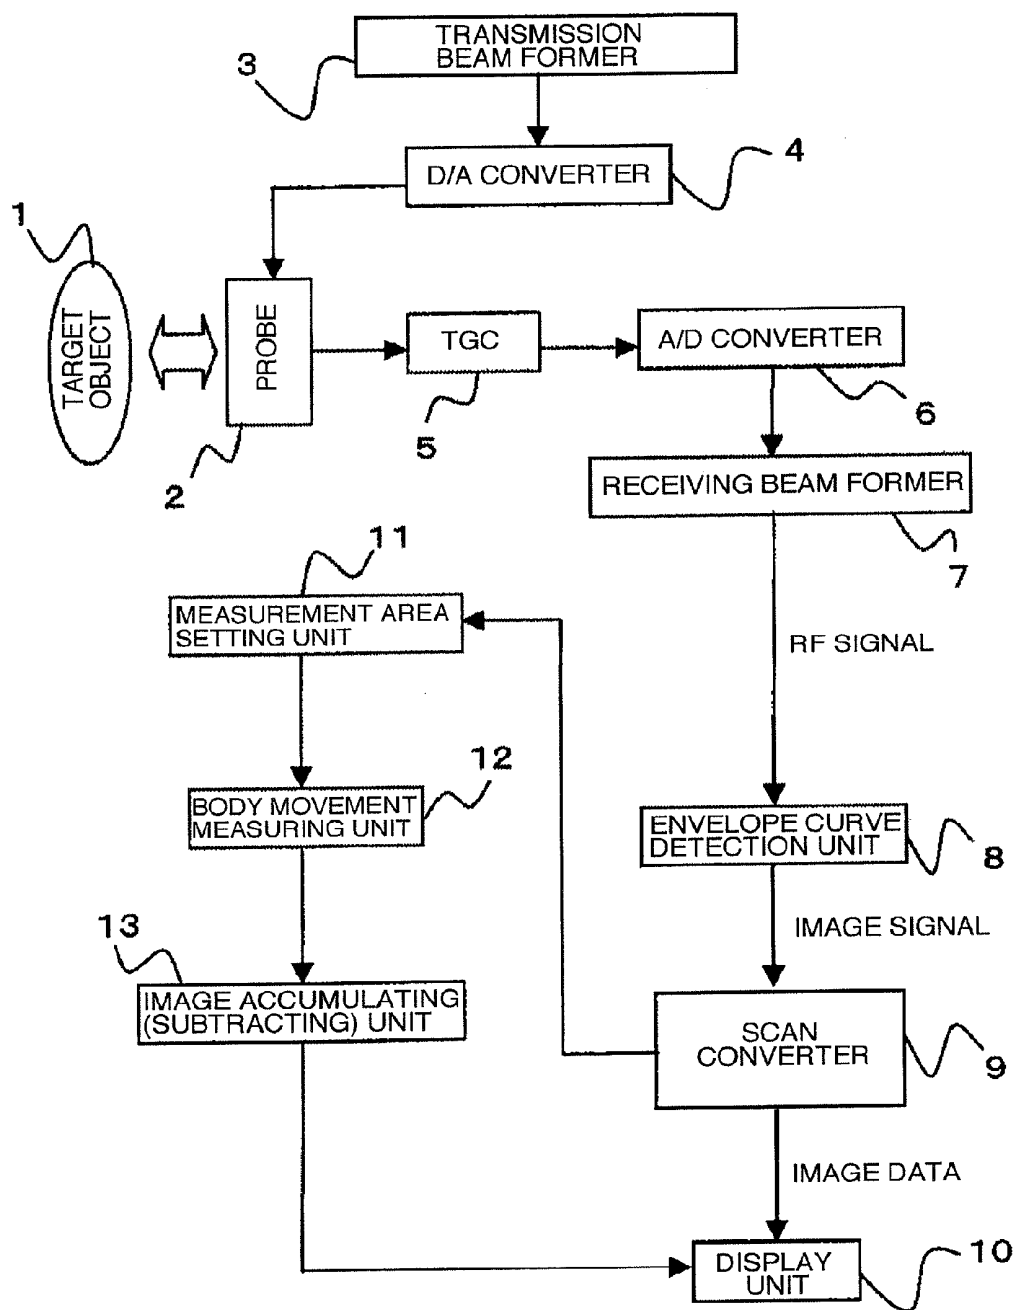 TRANSMISSION
BEAM FORMER
3
D/A CONVERTER
4
1
TARGET
OBJECT
PROBE
2
TGC
5
A/D CONVERTER
6
RECEIVING BEAM FORMER
7
RF SIGNAL
11
MEASUREMENT AREA
SETTING UNIT
12
BODY MOVEMENT
MEASURING UNIT
ENVELOPE CURVE
DETECTION UNIT
8
IMAGE SIGNAL
13
IMAGE ACCUMULATING
(SUBTRACTING) UNIT
SCAN
CONVERTER
9
IMAGE DATA
DISPLAY
UNIT
10